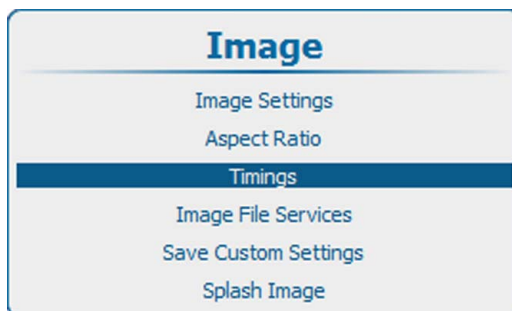 Image
Image Settings
Aspect Ratio
Timings
Image File Services
Save Custom Settings
Splash Image